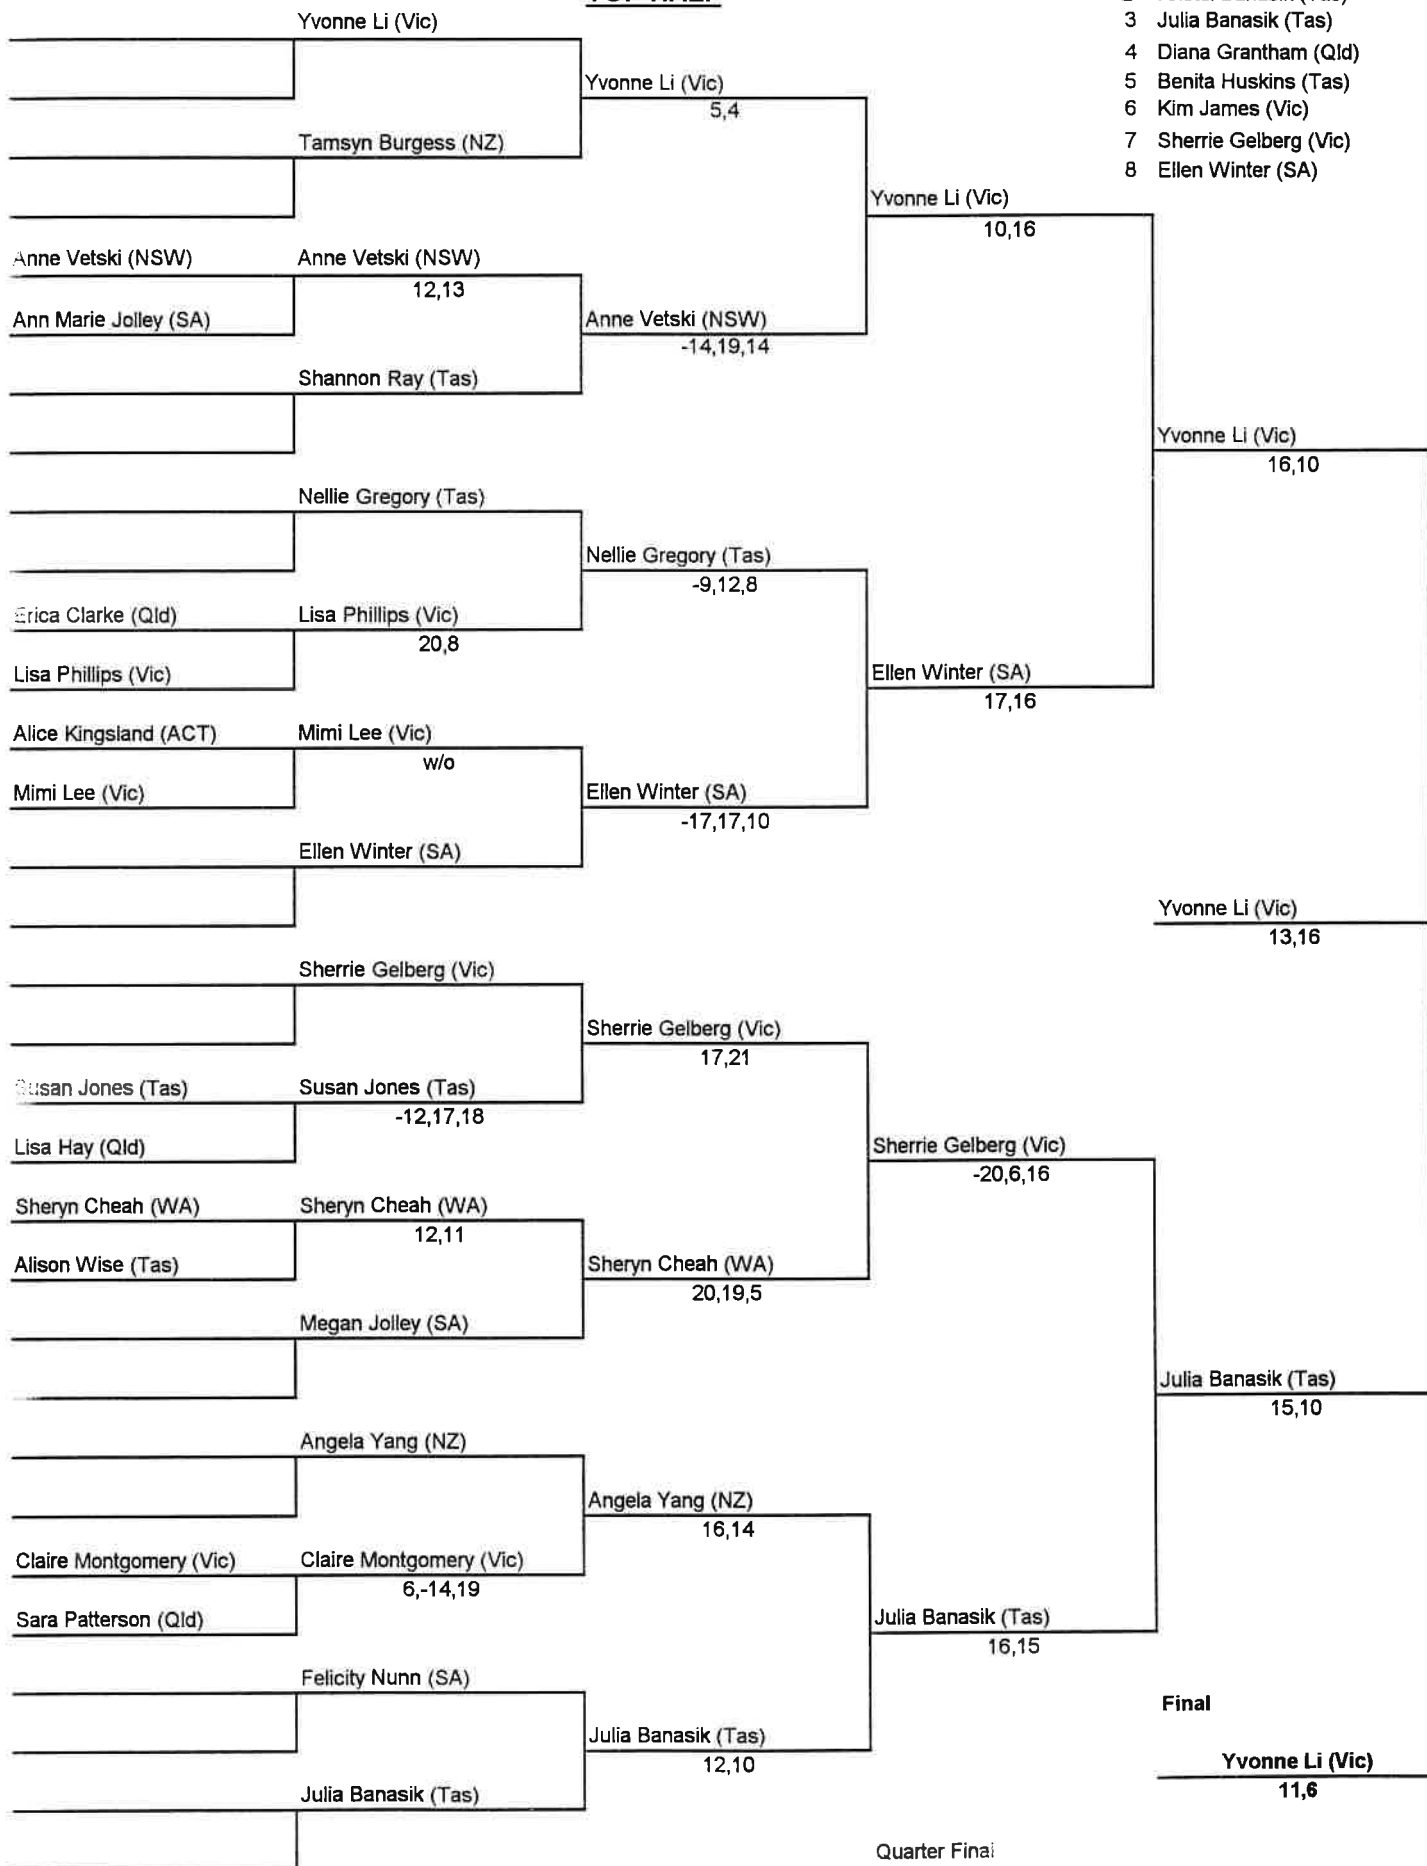 3 Julia Banasik (Tas)
4 Diana Grantham (Qld)
5 Benita Huskins (Tas)
6 Kim James (Vic)
7 Sherrie Gelberg (Vic)
8 Ellen Winter (SA)
Yvonne Li (Vic)
Yvonne Li (Vic)
5,4
Tamsyn Burgess (NZ)
Yvonne Li (Vic)
10,16
Anne Vetski (NSW) Anne Vetski (NSW)
12,13
Ann Marie Jolley (SA) Anne Vetski (NSW)
-14,19,14
Shannon Ray (Tas)
Yvonne Li (Vic)
16,10
Nellie Gregory (Tas)
Nellie Gregory (Tas)
-9,12,8
Erica Clarke (Qld) Lisa Phillips (Vic)
20,8
Lisa Phillips (Vic) Ellen Winter (SA)
17,16
Alice Kingsland (ACT) Mimi Lee (Vic)
w/o
Mimi Lee (Vic) Ellen Winter (SA)
-17,17,10
Ellen Winter (SA)
Yvonne Li (Vic)
13,16
Sherrie Gelberg (Vic)
Sherrie Gelberg (Vic)
17,21
Susan Jones (Tas) Susan Jones (Tas)
-12,17,18
Lisa Hay (Qld) Sherrie Gelberg (Vic)
-20,6,16
Sheryn Cheah (WA) Sheryn Cheah (WA)
12,11
Alison Wise (Tas) Sheryn Cheah (WA)
20,19,5
Megan Jolley (SA)
Julia Banasik (Tas)
15,10
Angela Yang (NZ)
Angela Yang (NZ)
16,14
Claire Montgomery (Vic) Claire Montgomery (Vic)
6,-14,19
Sara Patterson (Qld) Julia Banasik (Tas)
16,15
Felicity Nunn (SA)
Final
Julia Banasik (Tas)
12,10
Yvonne Li (Vic)
11,6
Julia Banasik (Tas)
Quarter Final